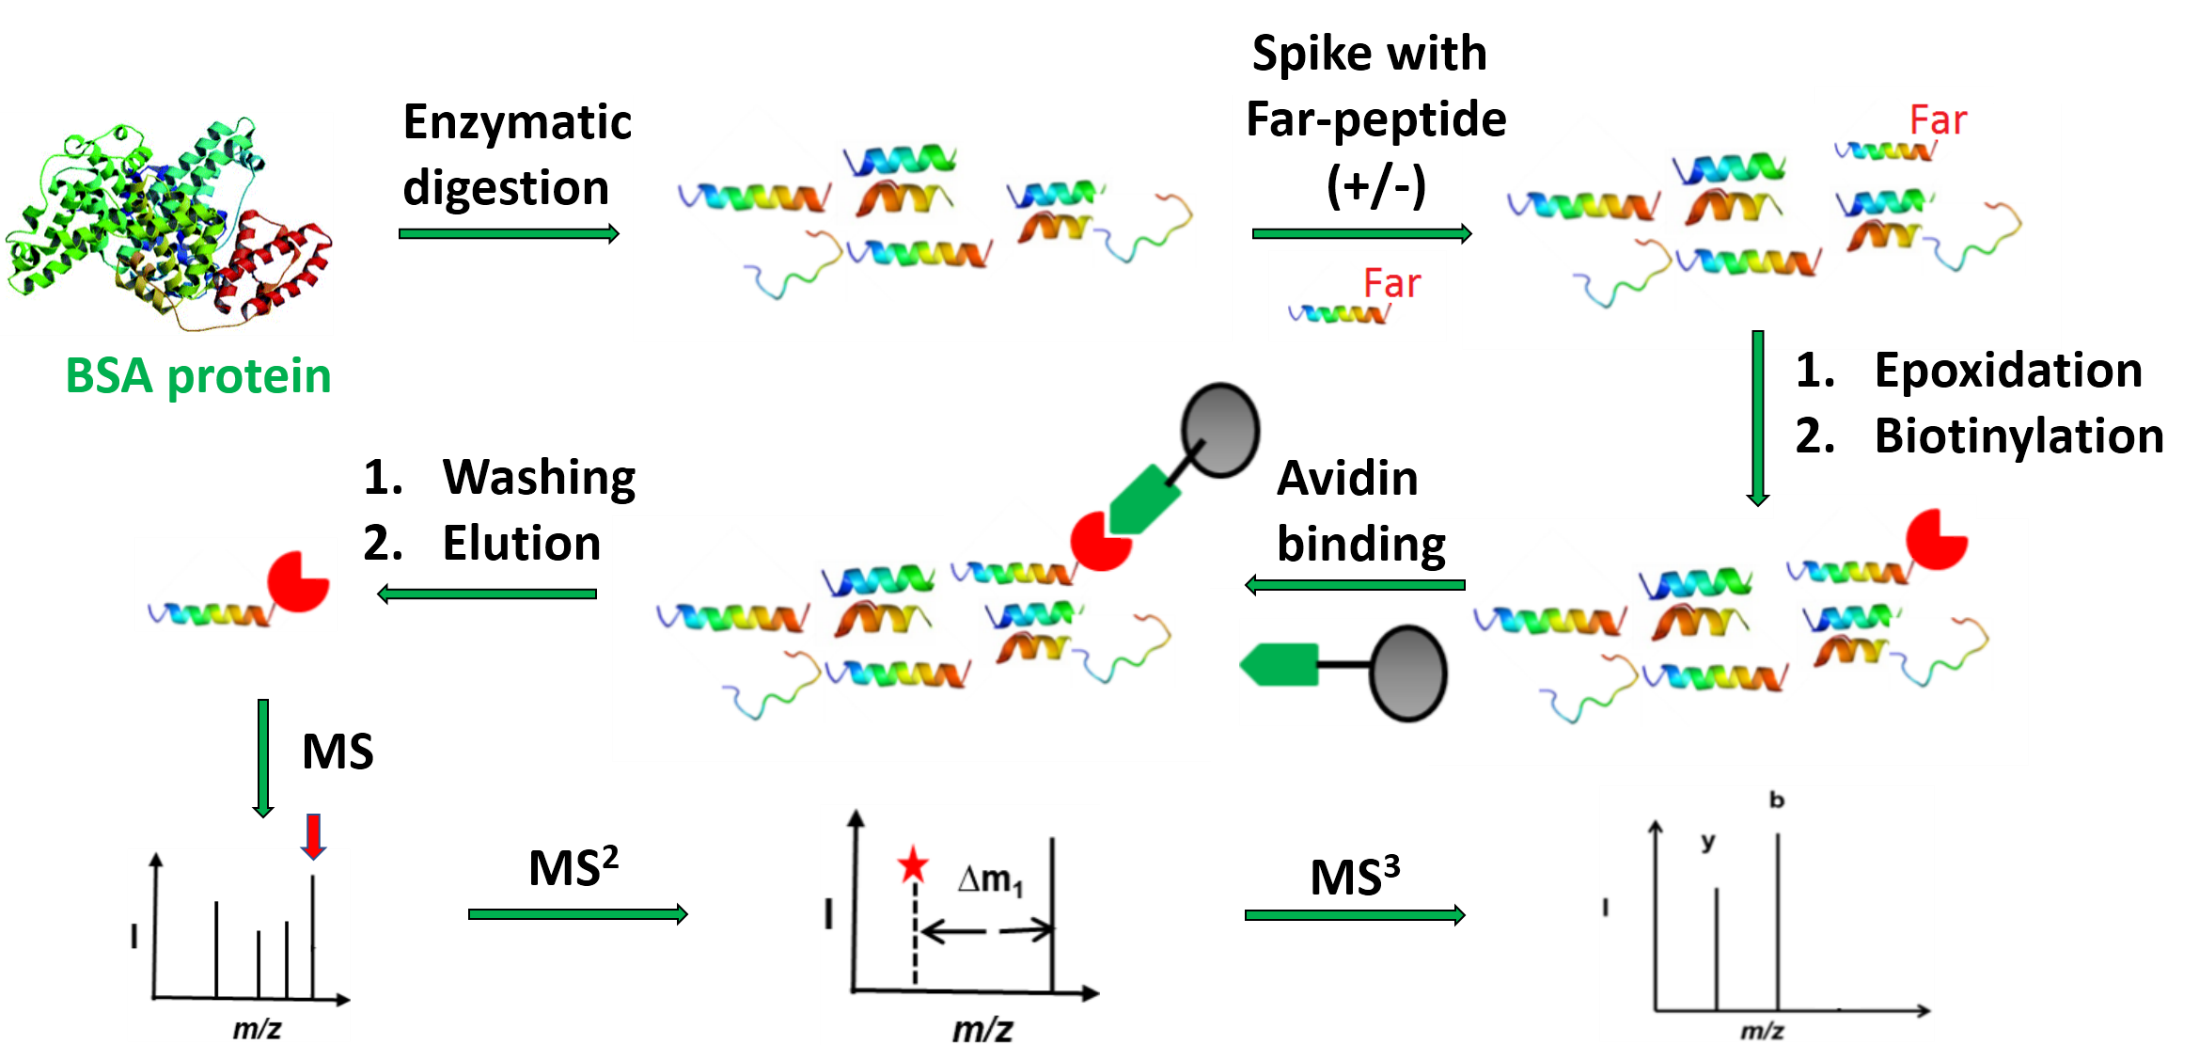 Enzymatic
digestion
BSA protein
Spike with
Far-peptide
(+/-)
Far
Far
1. Epoxidation
2. Biotinylation
Avidin
binding
1. Washing
2. Elution
MS
I
m/z
MS²
Δm₁
I
m/z
MS³
y
b
I
m/z